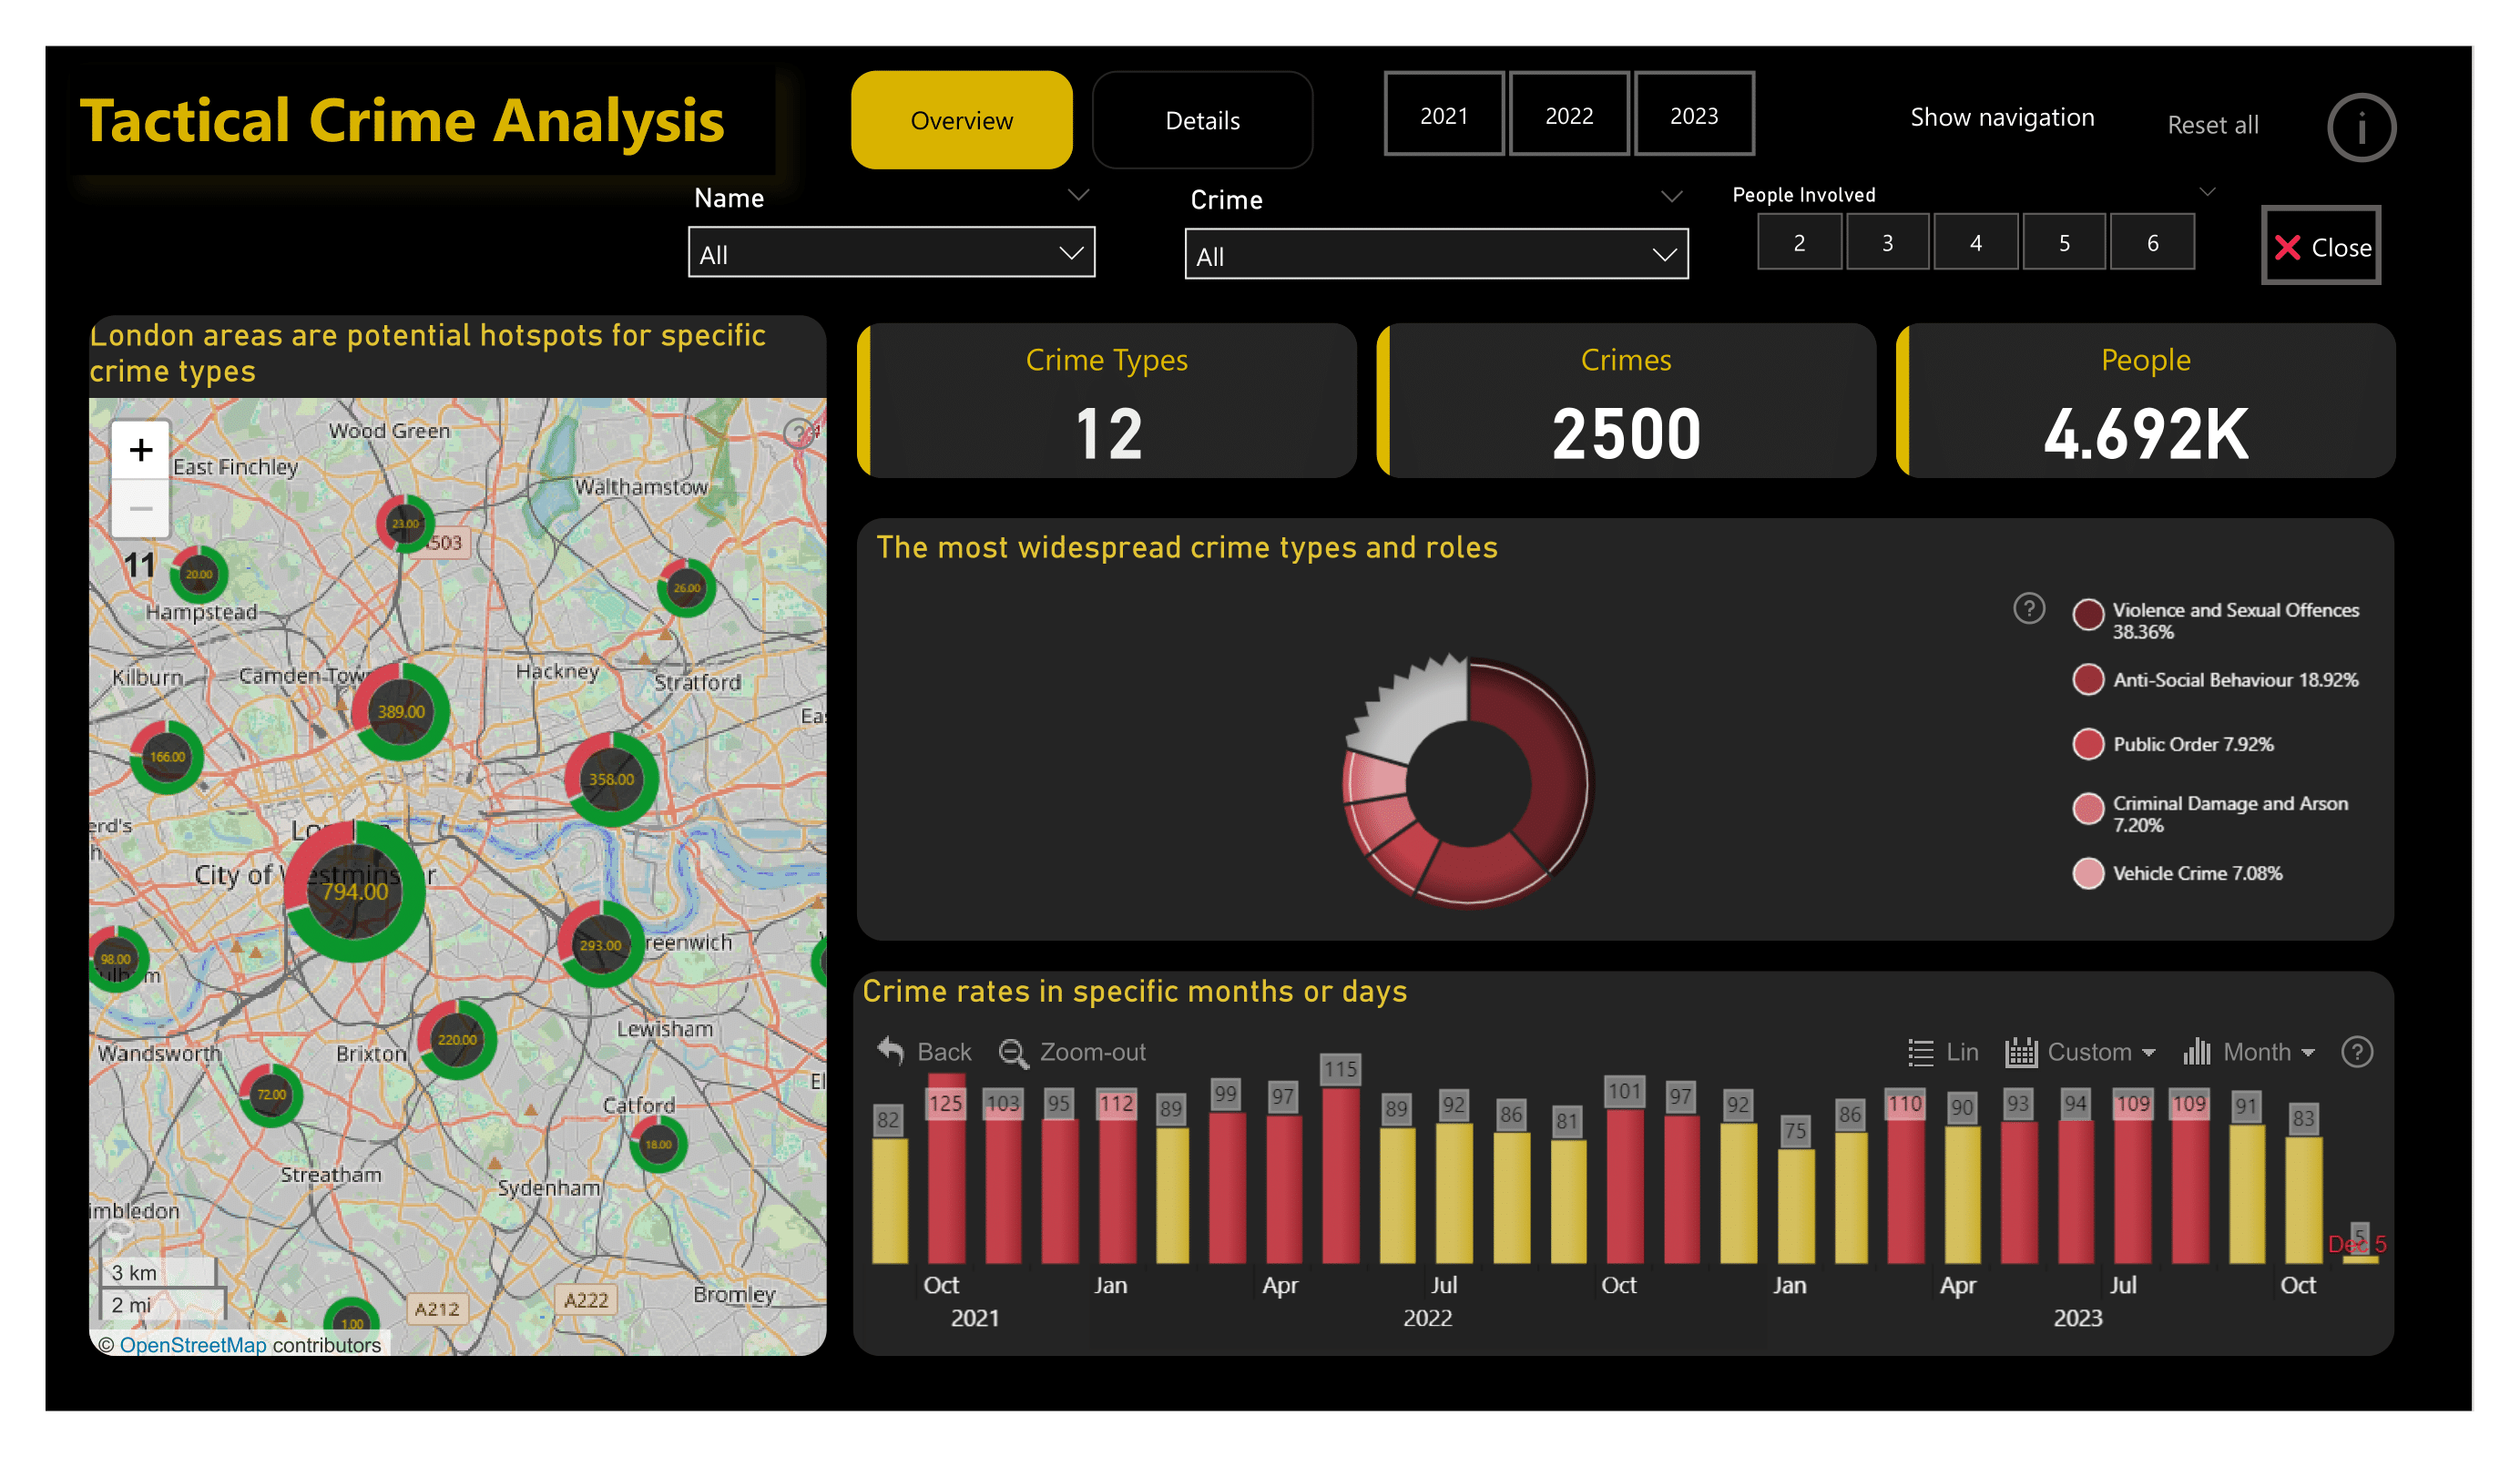 Tactical Crime Analysis
Overview
Details
2021
2022
2023
Show navigation
Reset all
i
Name
All
Crime
All
People Involved
2
3
4
5
6
Close
London areas are potential hotspots for specific
crime types
+
−
11
Wood Green
East Finchley
Walthamstow
23.00
503
20.00
26.00
Hampstead
Kilburn
Camden Tow
Hackney
Stratford
389.00
166.00
358.00
erd's
City of Westminster
794.00
293.00
reenwich
98.00
220.00
Lewisham
Wandsworth
Brixton
72.00
Catford
18.00
Streatham
Sydenham
imbledon
3 km
2 mi
Bromley
A212
A222
1.00
© OpenStreetMap contributors
Crime Types
12
Crimes
2500
People
4.692K
The most widespread crime types and roles
?
Violence and Sexual Offences
38.36%
Anti-Social Behaviour 18.92%
Public Order 7.92%
Criminal Damage and Arson
7.20%
Vehicle Crime 7.08%
Crime rates in specific months or days
Back
Zoom-out
Lin
Custom
Month
?
82 125 103 95 112 89 99 97 115 89 92 86 81 101 97 92 75 86 110 90 93 94 109 109 91 83 5
Dec 5
Oct Jan Apr Jul Oct Jan Apr Jul Oct
2021 2022 2023